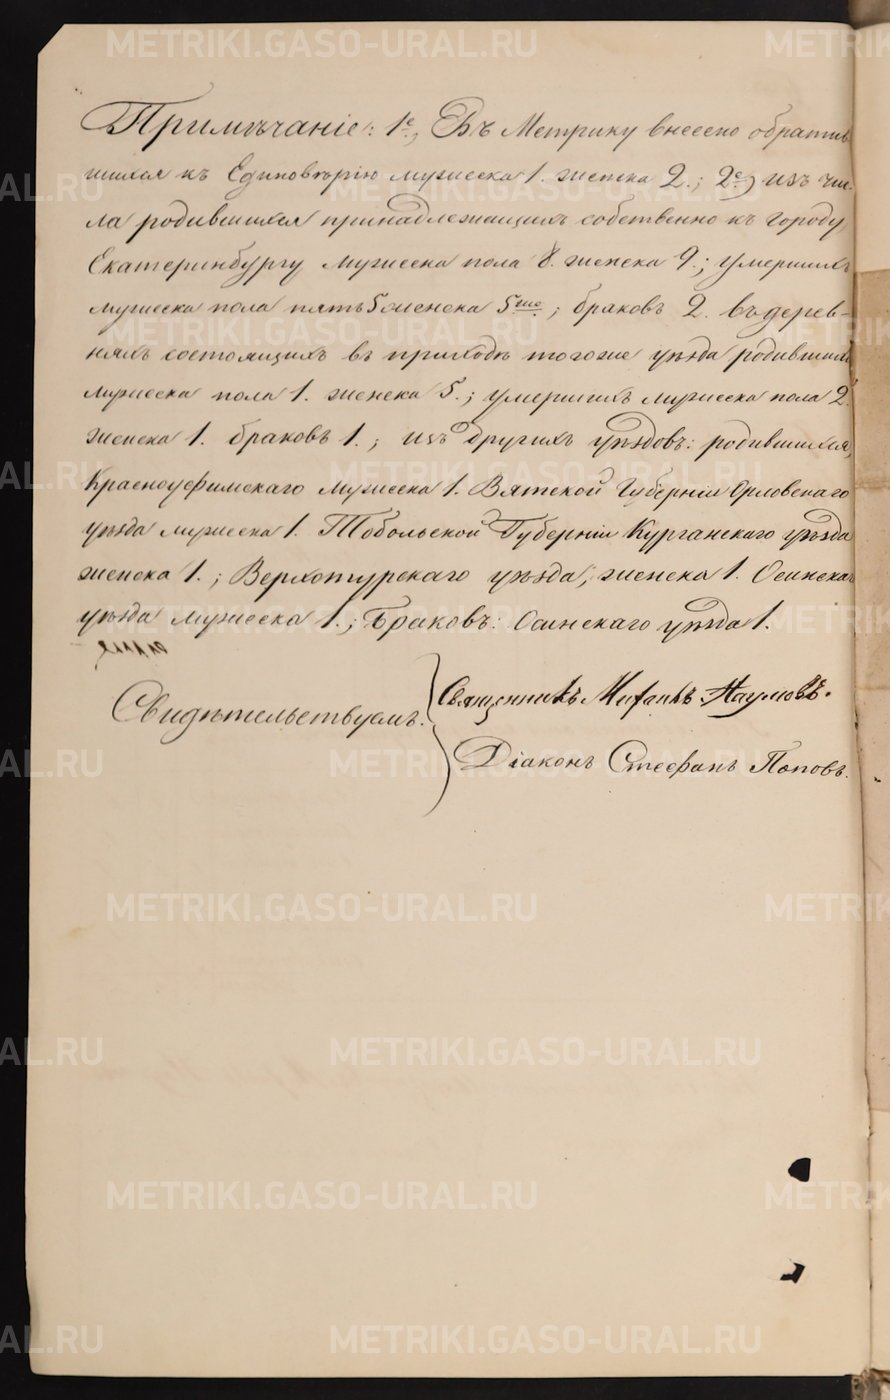 Примѣчаніе: 1е, Въ Метрику внесено обратив
шихся къ Единовѣрію мужеска 1. женска 2.; 2е) изъ чис
ла родившихся принадлежащихъ собственно къ городу
Екатеринбургу мужеска пола 8. женска 9.; умершихъ
мужеска пола пять 5 женска 5ть; браковъ 2. въ дерев-
няхъ состоящихъ въ приходѣ тогоже уѣзда родившихся
мужеска пола 1. женска 5.; умершихъ мужеска пола 2.
женска 1. браковъ 1.; изъ другихъ уѣздовъ: родившихся,
Красноуфимскаго мужеска 1. Вятской Губерніи Орловскаго
уѣзда мужеска 1. Тобольской Губерніи Курганскаго уѣзда
женска 1.; Верхотурскаго уѣзда, женска 1. Осинскаго
уѣзда мужеска 1.; Браковъ: Осинскаго уѣзда 1.
Свидѣтельствуемъ:
Священникъ Наумовъ.
Діаконъ Стефанъ Поповъ.
METRIKI.GASO-URAL.RU